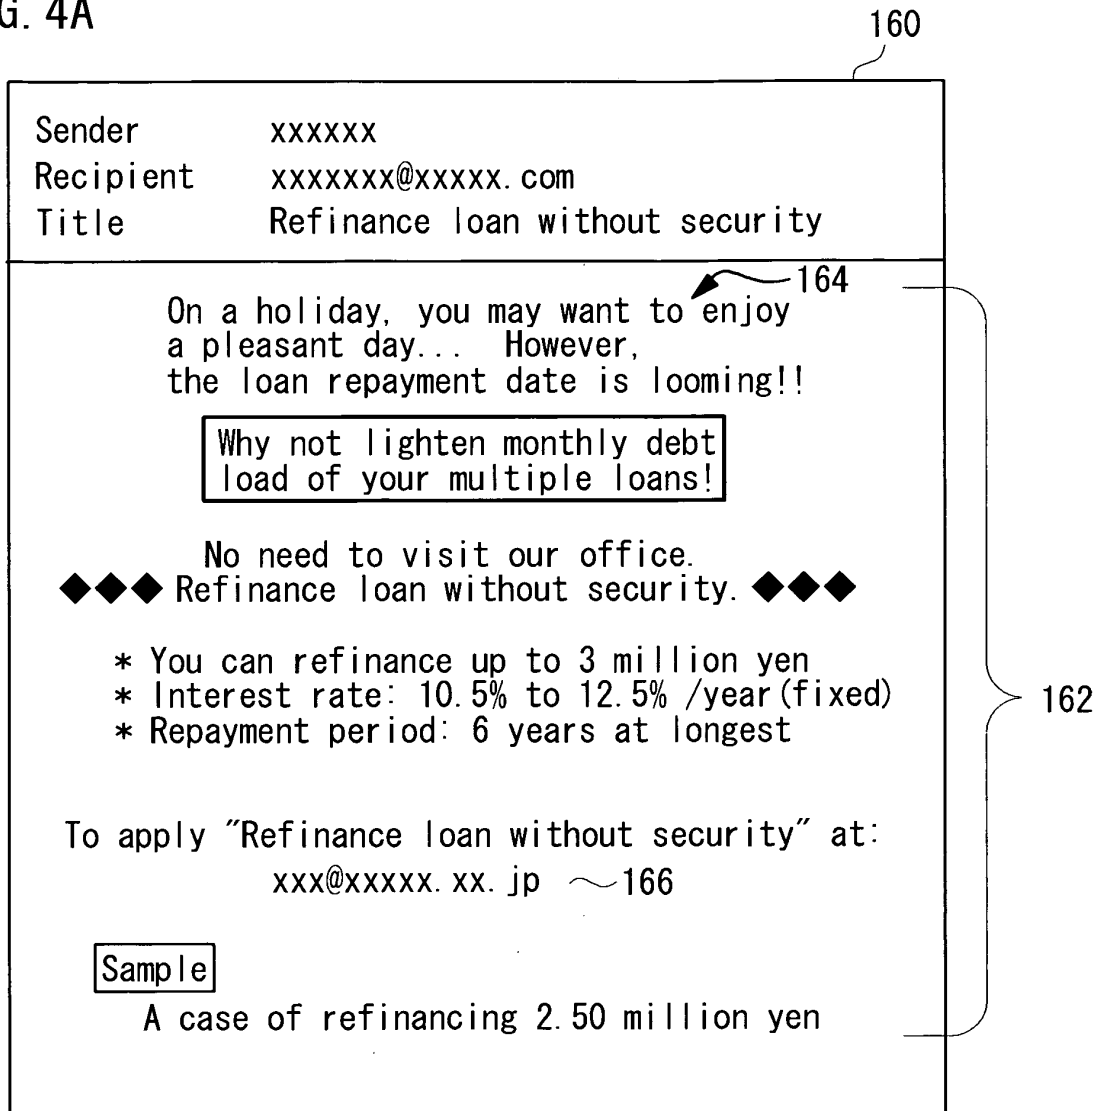 G. 4A
160
Sender xxxxxx
Recipient xxxxxxx@xxxxx.com
Title Refinance loan without security
164
On a holiday, you may want to enjoy
a pleasant day... However,
the loan repayment date is looming!!
Why not lighten monthly debt
load of your multiple loans!
No need to visit our office.
◆◆◆ Refinance loan without security. ◆◆◆
* You can refinance up to 3 million yen
* Interest rate: 10.5% to 12.5% /year(fixed)
* Repayment period: 6 years at longest
162
To apply "Refinance loan without security" at:
xxx@xxxxx.xx.jp 166
Sample
A case of refinancing 2.50 million yen